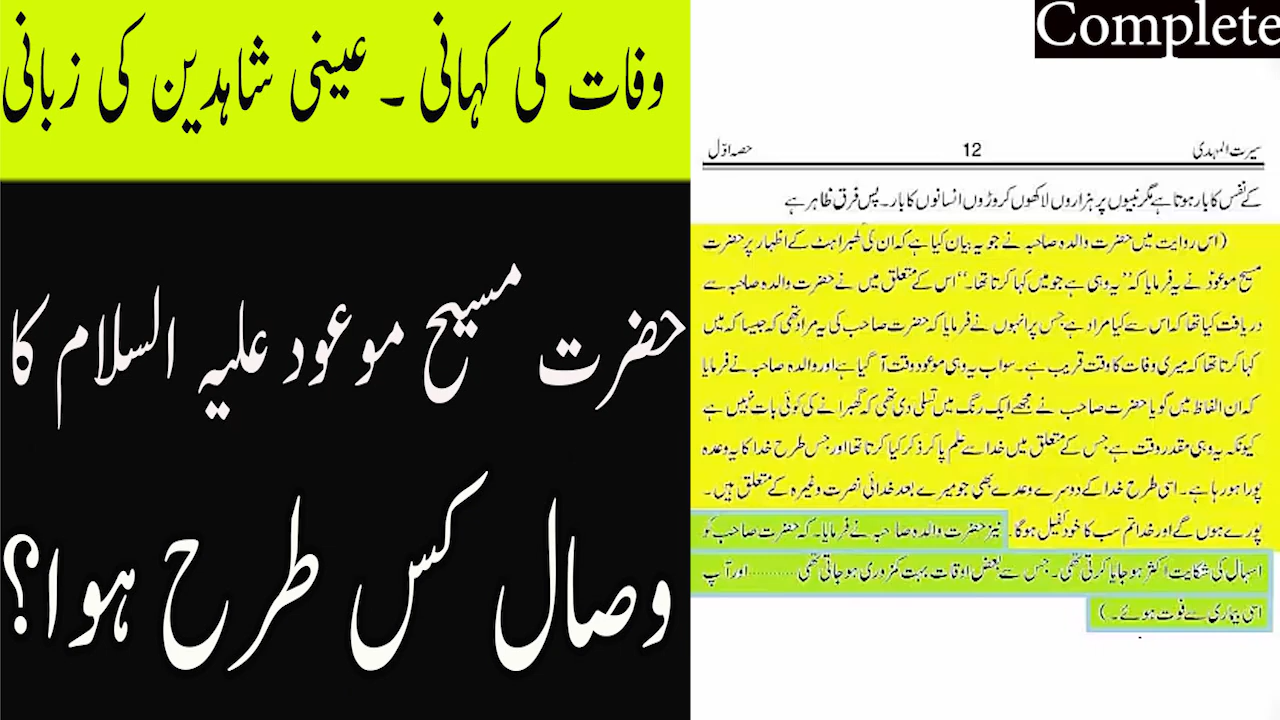 وفات کی کہانی ۔ عینی شاہدین کی زبانی
حضرت مسیح موعود علیہ السلام کا
وصال کس طرح ہوا؟
Complete
سیرت المہدی 12 حصہ اوّل
کے نفس کا بار ہوتا ہے مگر نبیوں پر ہزاروں لاکھوں کروڑوں انسانوں کا بار۔ پس فرق ظاہر ہے
(اس روایت میں حضرت والدہ صاحبہ نے جو یہ بیان کیا ہے کہ ان کی گھبراہٹ کے اظہار پر حضرت
مسیح موعودؑ نے یہ فرمایا کہ ’’یہ وہی ہے جو میں کہا کرتا تھا۔‘‘ اس کے متعلق میں نے حضرت والدہ صاحبہ سے
دریافت کیا تھا کہ اس سے کیا مراد ہے جس پر انہوں نے فرمایا کہ حضرت صاحب کی یہ مراد تھی کہ جیسا کہ میں
کہا کرتا تھا کہ میری وفات کا وقت قریب ہے۔ سو اب یہ وہی موعود وقت آ گیا ہے اور والدہ صاحبہ نے فرمایا
کہ ان الفاظ میں گویا حضرت صاحب نے مجھے ایک رنگ میں تسلی دی تھی کہ گھبرانے کی کوئی بات نہیں ہے
کیونکہ یہ وہی مقدر وقت ہے جس کے متعلق میں خدا سے علم پا کر ذکر کیا کرتا تھا اور جس طرح خدا کا یہ وعدہ
پورا ہو رہا ہے۔ اسی طرح خدا کے دوسرے وعدے بھی جو میرے بعد خدائی نصرت وغیرہ کے متعلق ہیں۔
پورے ہوں گے اور خدا تم سب کا خود کفیل ہوگا۔ نیز حضرت والدہ صاحبہ نے فرمایا۔ کہ حضرت صاحب کو
اسہال کی شکایت اکثر ہو جایا کرتی تھی۔ جس سے بعض اوقات بہت کمزوری ہو جاتی تھی ........... اور آپ
اسی بیماری سے فوت ہوئے۔)